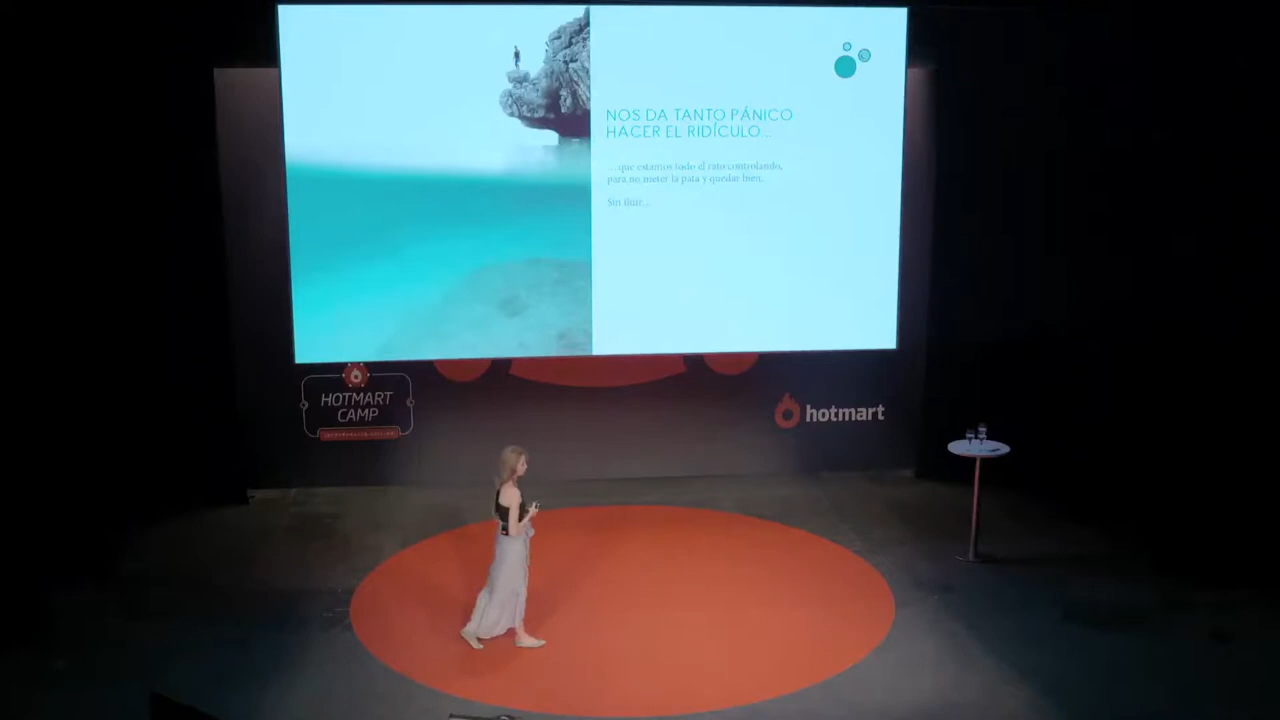 NOS DA TANTO PÁNICO
HACER EL RIDÍCULO...
...que estamos todo el rato controlando,
para no meter la pata y quedar bien.
Sin fluir...
HOTMART
CAMP
hotmart